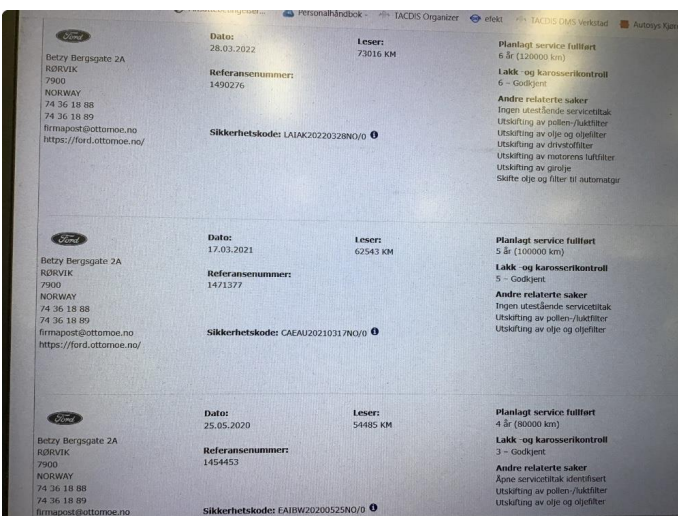 Personalhåndbok -
TACDIS Organizer
efekt
TACDIS DMS Verkstad
Autosys Kjør
Ford
Betzy Bergsgate 2A
RØRVIK
7900
NORWAY
74 36 18 88
74 36 18 89
firmapost@ottomoe.no
https://ford.ottomoe.no/
Dato:
28.03.2022
Referansenummer:
1490276
Sikkerhetskode: LAIAK20220328NO/0
Leser:
73016 KM
Planlagt service fullført
6 år (120000 km)
Lakk -og karosserikontroll
6 - Godkjent
Andre relaterte saker
Ingen utestående servicetiltak
Utskifting av pollen-/luktfilter
Utskifting av olje og oljefilter
Utskifting av drivstoffilter
Utskifting av motorens luftfilter
Utskifting av girolje
Skifte olje og filter til automatgir
Ford
Betzy Bergsgate 2A
RØRVIK
7900
NORWAY
74 36 18 88
74 36 18 89
firmapost@ottomoe.no
https://ford.ottomoe.no/
Dato:
17.03.2021
Referansenummer:
1471377
Sikkerhetskode: CAEAU20210317NO/0
Leser:
62543 KM
Planlagt service fullført
5 år (100000 km)
Lakk -og karosserikontroll
5 - Godkjent
Andre relaterte saker
Ingen utestående servicetiltak
Utskifting av pollen-/luktfilter
Utskifting av olje og oljefilter
Ford
Betzy Bergsgate 2A
RØRVIK
7900
NORWAY
74 36 18 88
74 36 18 89
firmapost@ottomoe.no
Dato:
25.05.2020
Referansenummer:
1454453
Sikkerhetskode: EAIBW20200525NO/0
Leser:
54485 KM
Planlagt service fullført
4 år (80000 km)
Lakk -og karosserikontroll
3 - Godkjent
Andre relaterte saker
Åpne servicetiltak identifisert
Utskifting av pollen-/luktfilter
Utskifting av olje og oljefilter